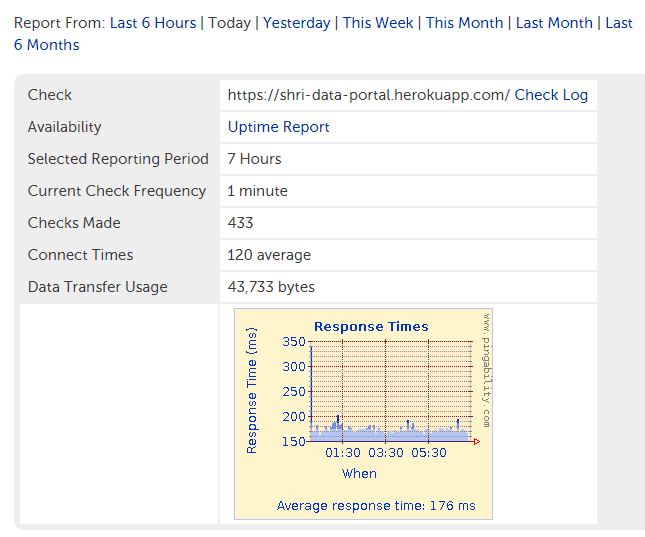 Report From: Last 6 Hours | Today | Yesterday | This Week | This Month | Last Month | Last
6 Months
Check https://shri-data-portal.herokuapp.com/ Check Log
Availability Uptime Report
Selected Reporting Period 7 Hours
Current Check Frequency 1 minute
Checks Made 433
Connect Times 120 average
Data Transfer Usage 43,733 bytes
Response Times
Response Time (ms)
350
300
250
200
150
01:30 03:30 05:30
When
Average response time: 176 ms
www.pingability.com